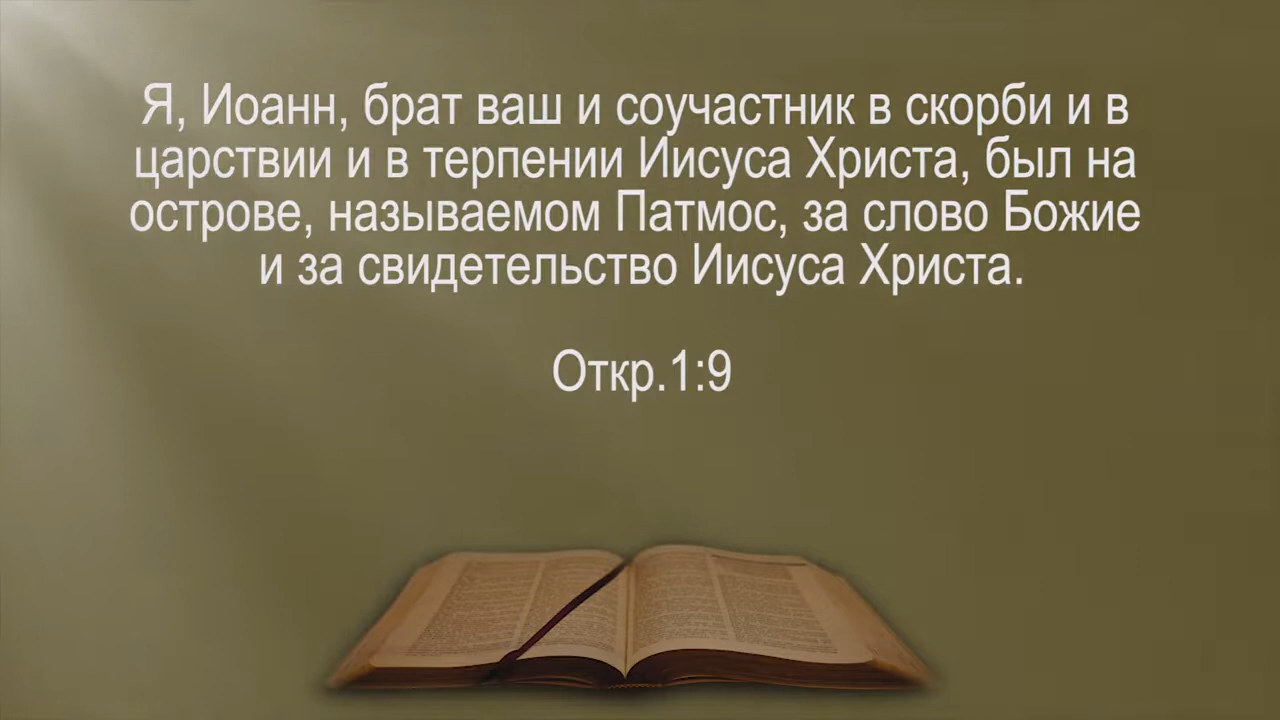 Я, Иоанн, брат ваш и соучастник в скорби и в
царствии и в терпении Иисуса Христа, был на
острове, называемом Патмос, за слово Божие
и за свидетельство Иисуса Христа.
Откр.1:9